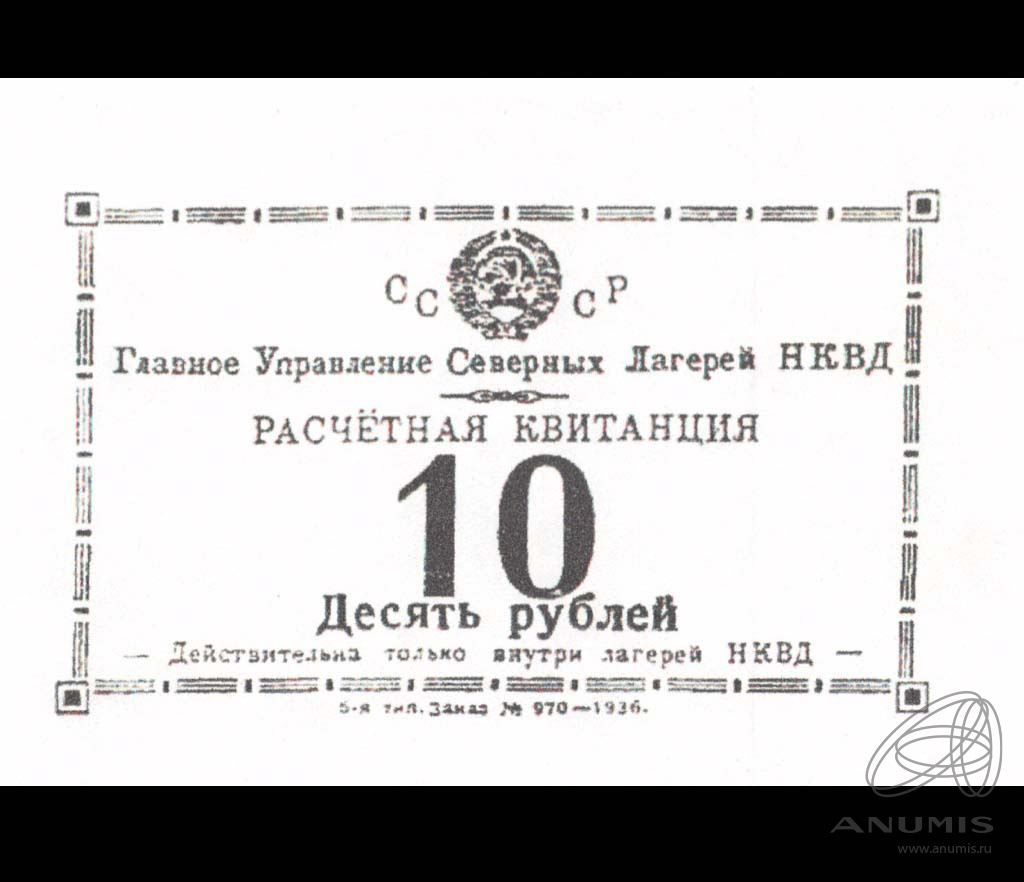 СССР
Главное Управление Северных Лагерей НКВД
РАСЧЁТНАЯ КВИТАНЦИЯ
10
Десять рублей
— Действительна только внутри лагерей НКВД —
5-я тип. Заказ № 970—1936.
ANUMIS
www.anumis.ru